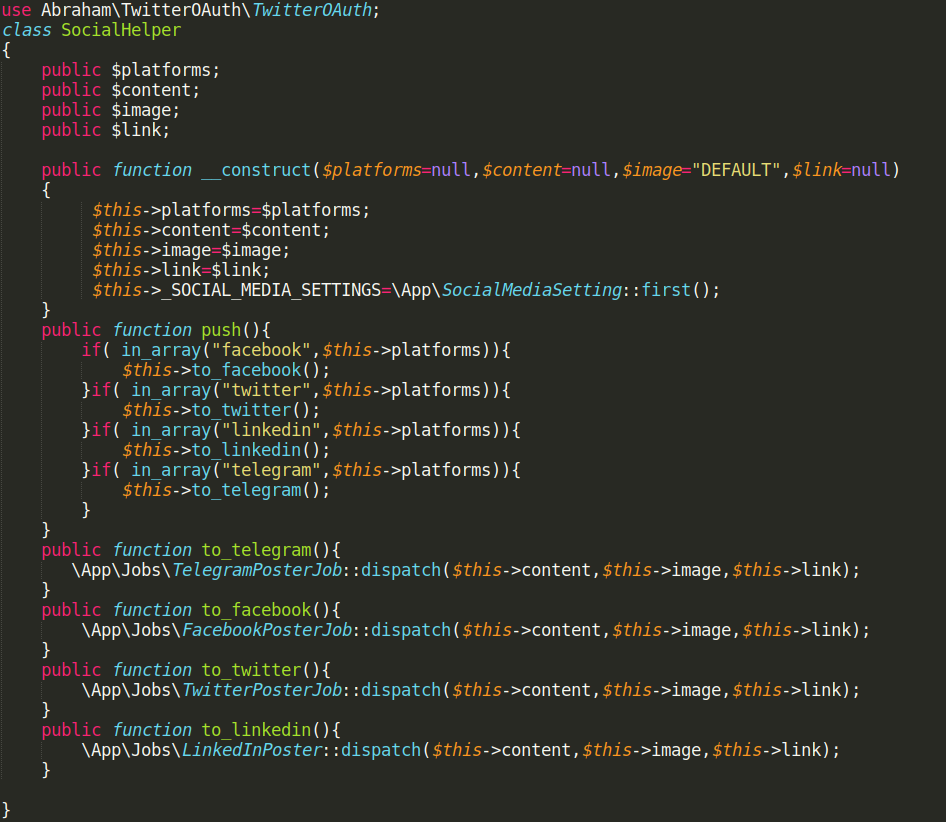 use Abraham\TwitterOAuth\TwitterOAuth;
class SocialHelper
{
    public $platforms;
    public $content;
    public $image;
    public $link;

    public function __construct($platforms=null,$content=null,$image="DEFAULT",$link=null)
    {
         $this->platforms=$platforms;
         $this->content=$content;
         $this->image=$image;
         $this->link=$link;
         $this->_SOCIAL_MEDIA_SETTINGS=\App\SocialMediaSetting::first();
    }
    public function push(){
        if( in_array("facebook",$this->platforms)){
            $this->to_facebook();
        }if( in_array("twitter",$this->platforms)){
            $this->to_twitter();
        }if( in_array("linkedin",$this->platforms)){
            $this->to_linkedin();
        }if( in_array("telegram",$this->platforms)){
            $this->to_telegram();
        }
    }
    public function to_telegram(){
       \App\Jobs\TelegramPosterJob::dispatch($this->content,$this->image,$this->link);
    }
    public function to_facebook(){
        \App\Jobs\FacebookPosterJob::dispatch($this->content,$this->image,$this->link);
    }
    public function to_twitter(){
        \App\Jobs\TwitterPosterJob::dispatch($this->content,$this->image,$this->link);
    }
    public function to_linkedin(){
        \App\Jobs\LinkedInPoster::dispatch($this->content,$this->image,$this->link);
    }

}